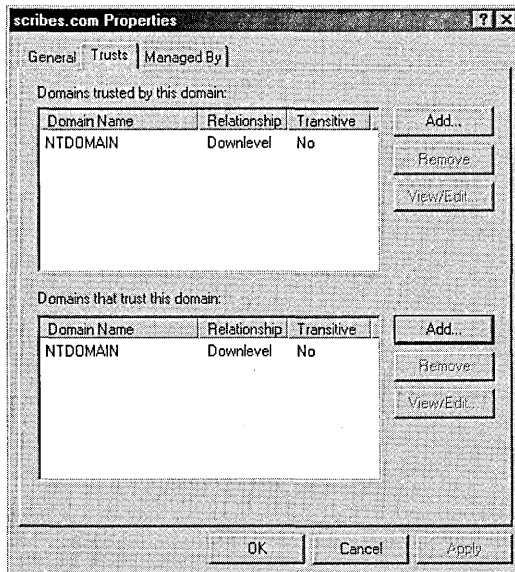 scribes.com Properties
General Trusts Managed By
Domains trusted by this domain:
Domain Name Relationship Transitive
NTDOMAIN Downlevel No
Add...
Remove
View/Edit...
Domains that trust this domain:
Domain Name Relationship Transitive
NTDOMAIN Downlevel No
Add...
Remove
View/Edit...
OK Cancel Apply